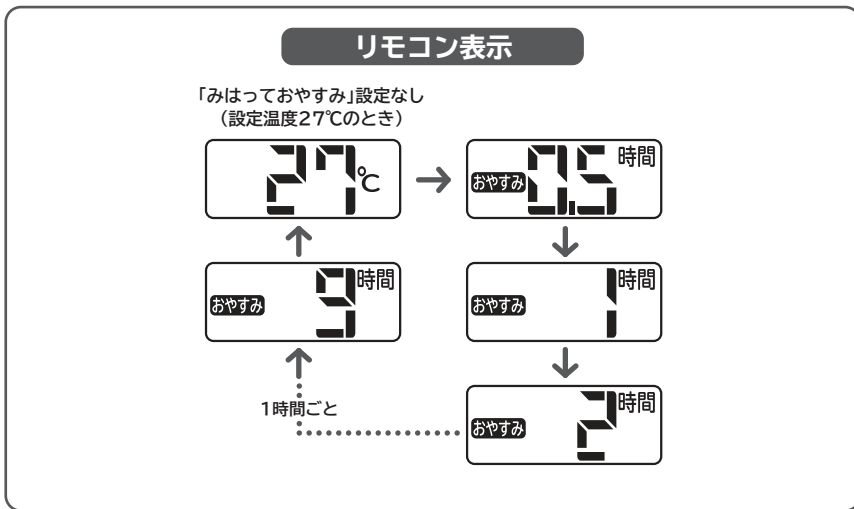 リモコン表示
「みはっておやすみ」設定なし
（設定温度27℃のとき）
27℃
おやすみ 0.5 時間
おやすみ 9 時間
おやすみ 1 時間
1時間ごと
おやすみ 2 時間